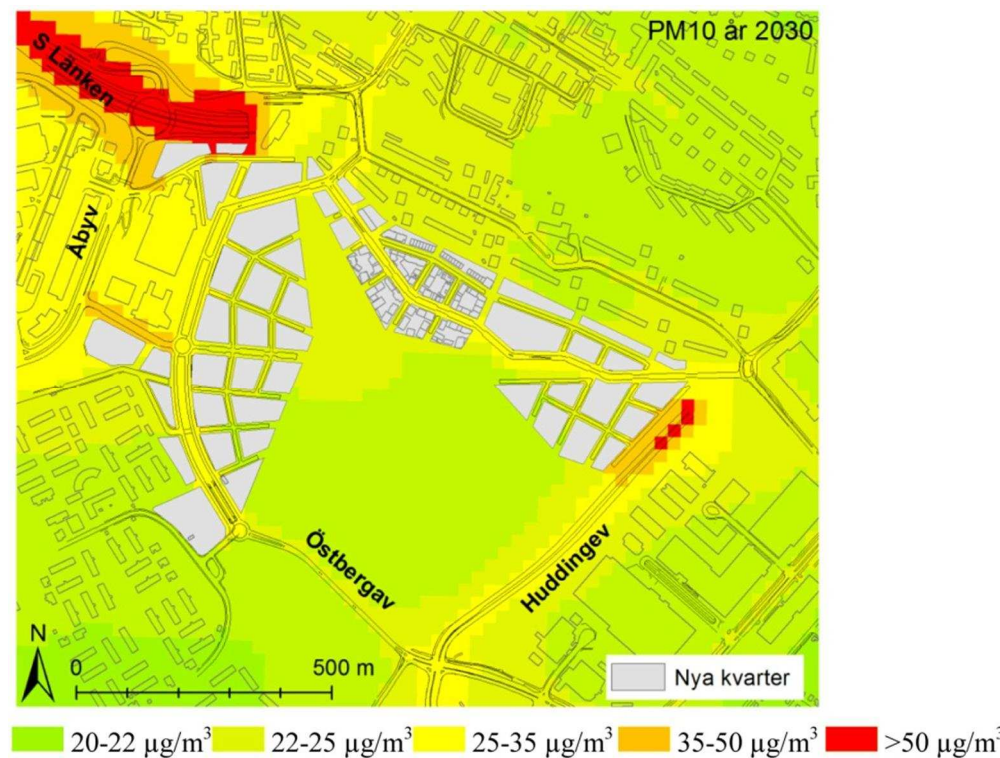 PM10 år 2030
S Länken
Åbyv
Östbergav
Huddingev
N
0 500 m
Nya kvarter
20-22 µg/m³ 22-25 µg/m³ 25-35 µg/m³ 35-50 µg/m³ >50 µg/m³